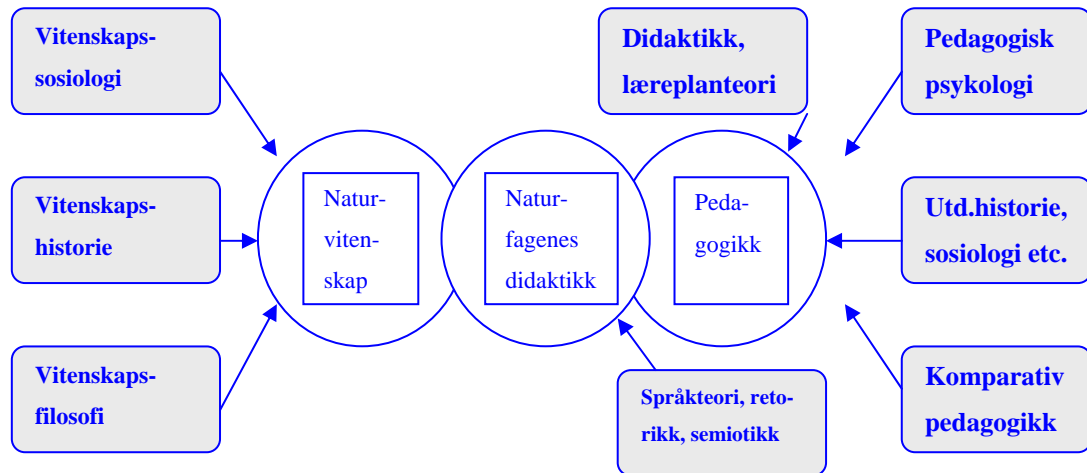 Vitenskaps-
sosiologi
Didaktikk,
læreplanteori
Pedagogisk
psykologi
Vitenskaps-
historie
Natur-
viten-
skap
Natur-
fagenes
didaktikk
Peda-
gogikk
Utd.historie,
sosiologi etc.
Vitenskaps-
filosofi
Språkteori, reto-
rikk, semiotikk
Komparativ
pedagogikk